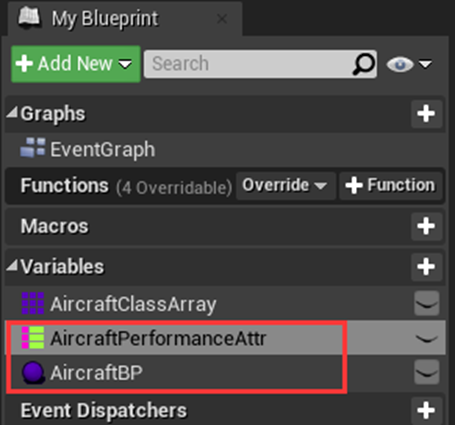 My Blueprint
Add New
Search
Graphs
EventGraph
Functions (4 Overridable) Override + Function
Macros
Variables
AircraftClassArray
AircraftPerformanceAttr
AircraftBP
Event Dispatchers